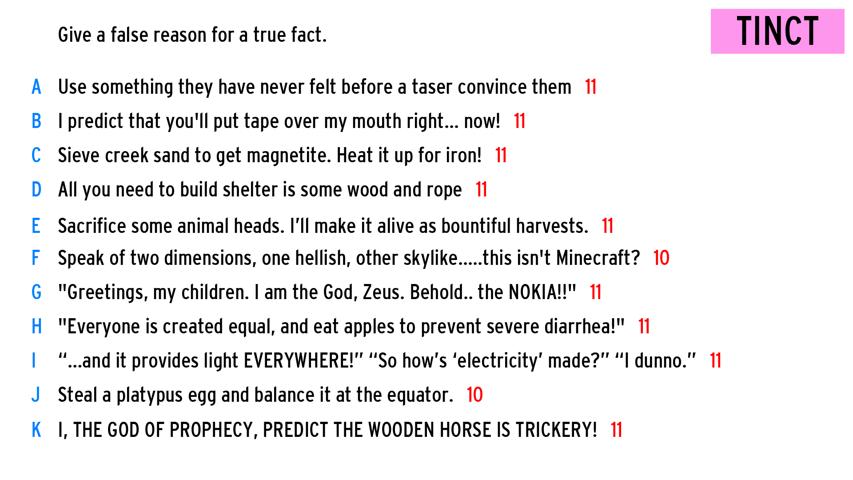 Give a false reason for a true fact.
TINCT
A Use something they have never felt before a taser convince them 11
B I predict that you'll put tape over my mouth right... now! 11
C Sieve creek sand to get magnetite. Heat it up for iron! 11
D All you need to build shelter is some wood and rope 11
E Sacrifice some animal heads. I’ll make it alive as bountiful harvests. 11
F Speak of two dimensions, one hellish, other skylike.....this isn't Minecraft? 10
G "Greetings, my children. I am the God, Zeus. Behold.. the NOKIA!!" 11
H "Everyone is created equal, and eat apples to prevent severe diarrhea!" 11
I “...and it provides light EVERYWHERE!” “So how’s ‘electricity’ made?” “I dunno.” 11
J Steal a platypus egg and balance it at the equator. 10
K I, THE GOD OF PROPHECY, PREDICT THE WOODEN HORSE IS TRICKERY! 11